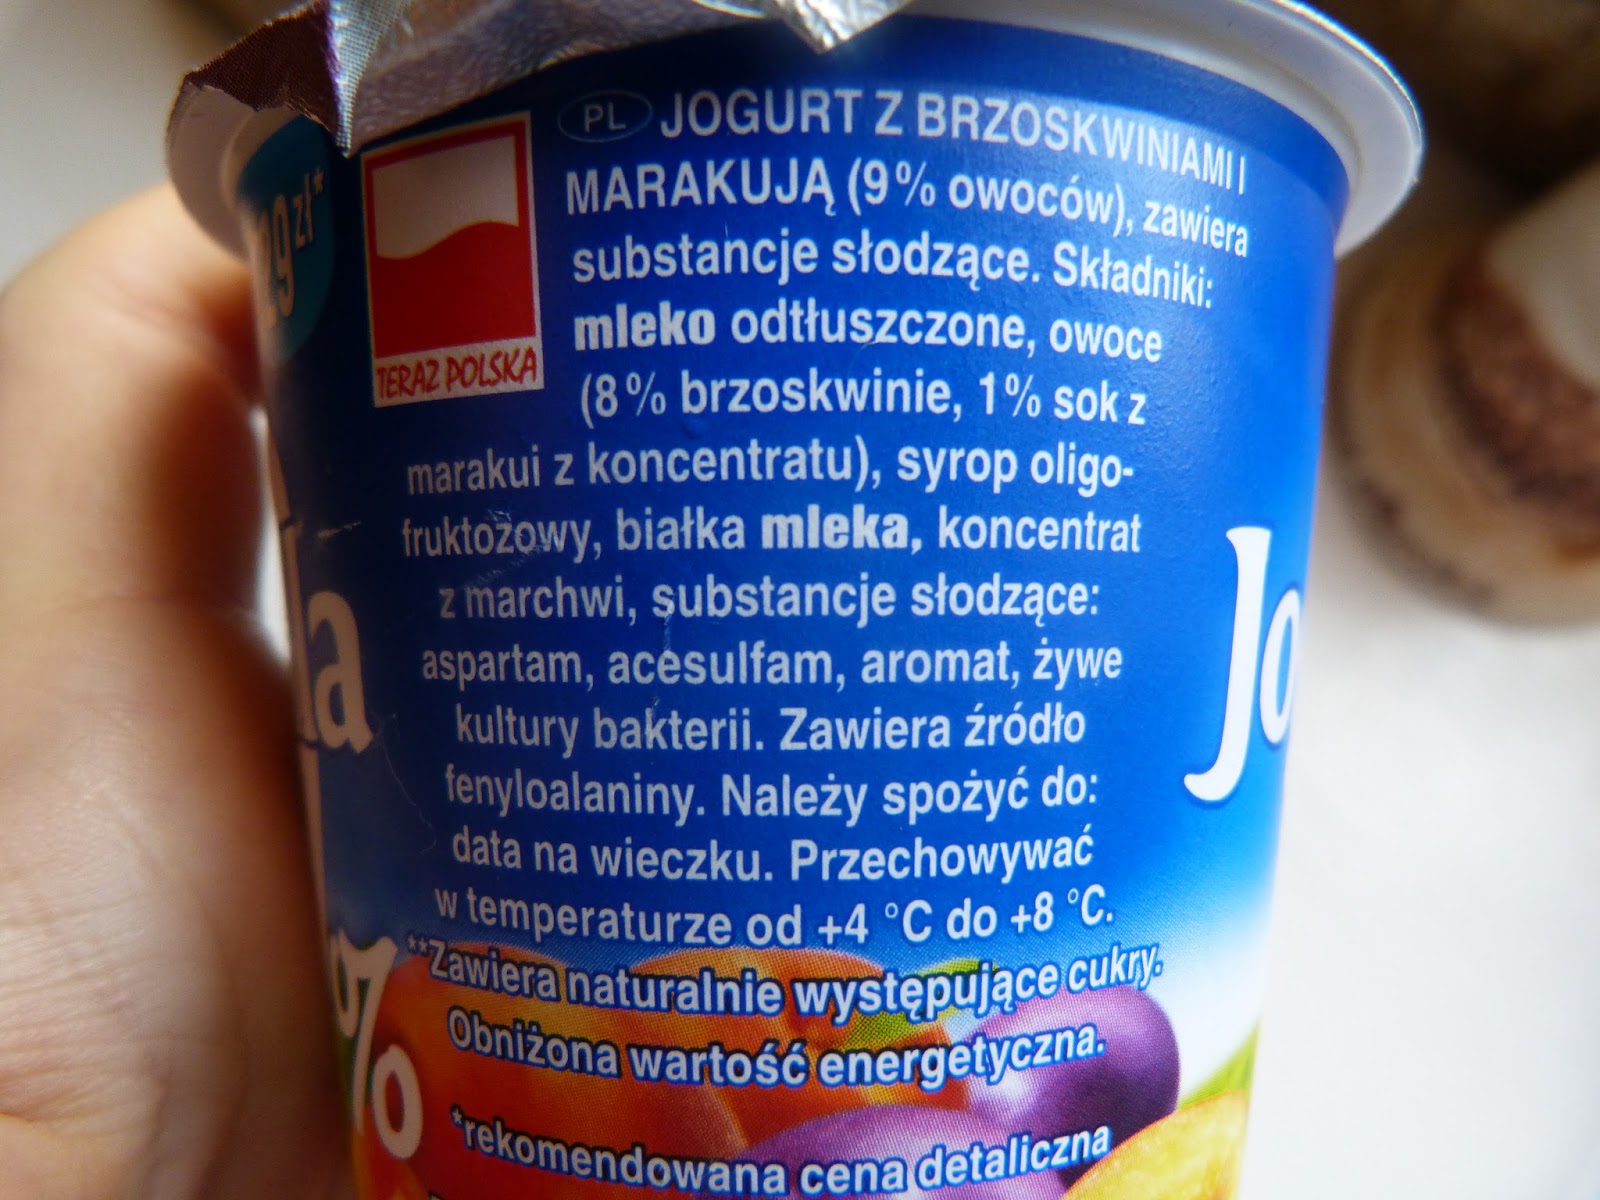 PL JOGURT Z BRZOSKWINIAMI I
MARAKUJĄ (9% owoców), zawiera
substancje słodzące. Składniki:
mleko odtłuszczone, owoce
(8% brzoskwinie, 1% sok z
marakui z koncentratu), syrop oligo-
fruktozowy, białka mleka, koncentrat
z marchwi, substancje słodzące:
aspartam, acesulfam, aromat, żywe
kultury bakterii. Zawiera źródło
fenyloalaniny. Należy spożyć do:
data na wieczku. Przechowywać
w temperaturze od +4 °C do +8 °C.
**Zawiera naturalnie występujące cukry.
Obniżona wartość energetyczna.
*rekomendowana cena detaliczna
TERAZ POLSKA
29 zł*
la
%
Jo